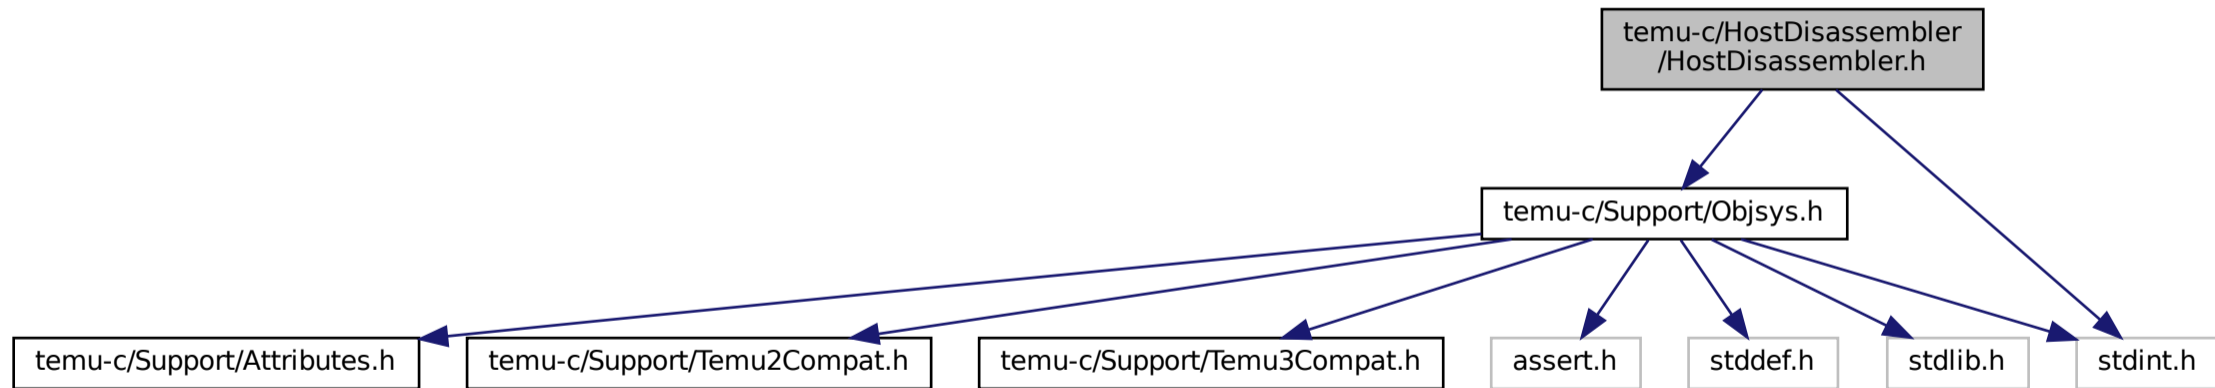 temu-c/HostDisassembler
/HostDisassembler.h
temu-c/Support/Objsys.h
temu-c/Support/Attributes.h
temu-c/Support/Temu2Compat.h
temu-c/Support/Temu3Compat.h
assert.h
stddef.h
stdlib.h
stdint.h